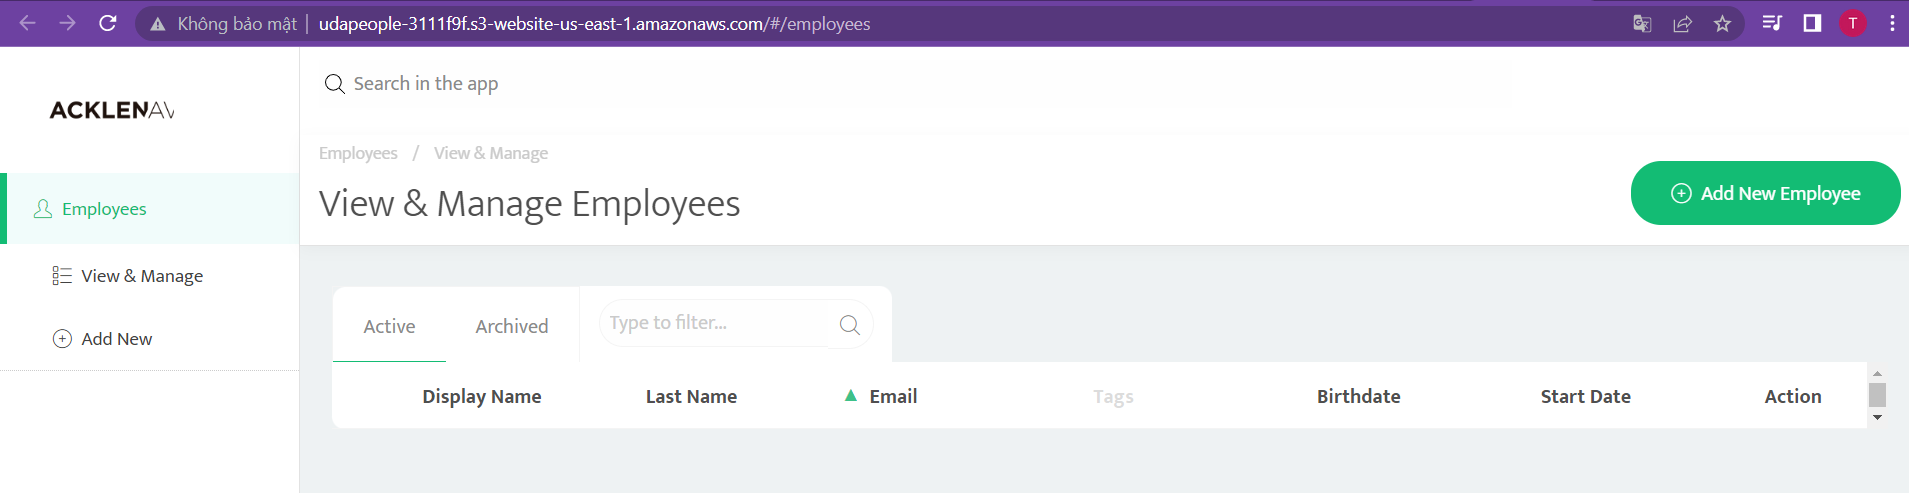 Không bảo mật udapeople-3111f9f.s3-website-us-east-1.amazonaws.com/#/employees T
ACKLENAV
Search in the app
Employees / View & Manage
View & Manage Employees
Add New Employee
Employees
View & Manage
Add New
Active Archived Type to filter...
Display Name Last Name Email Tags Birthdate Start Date Action